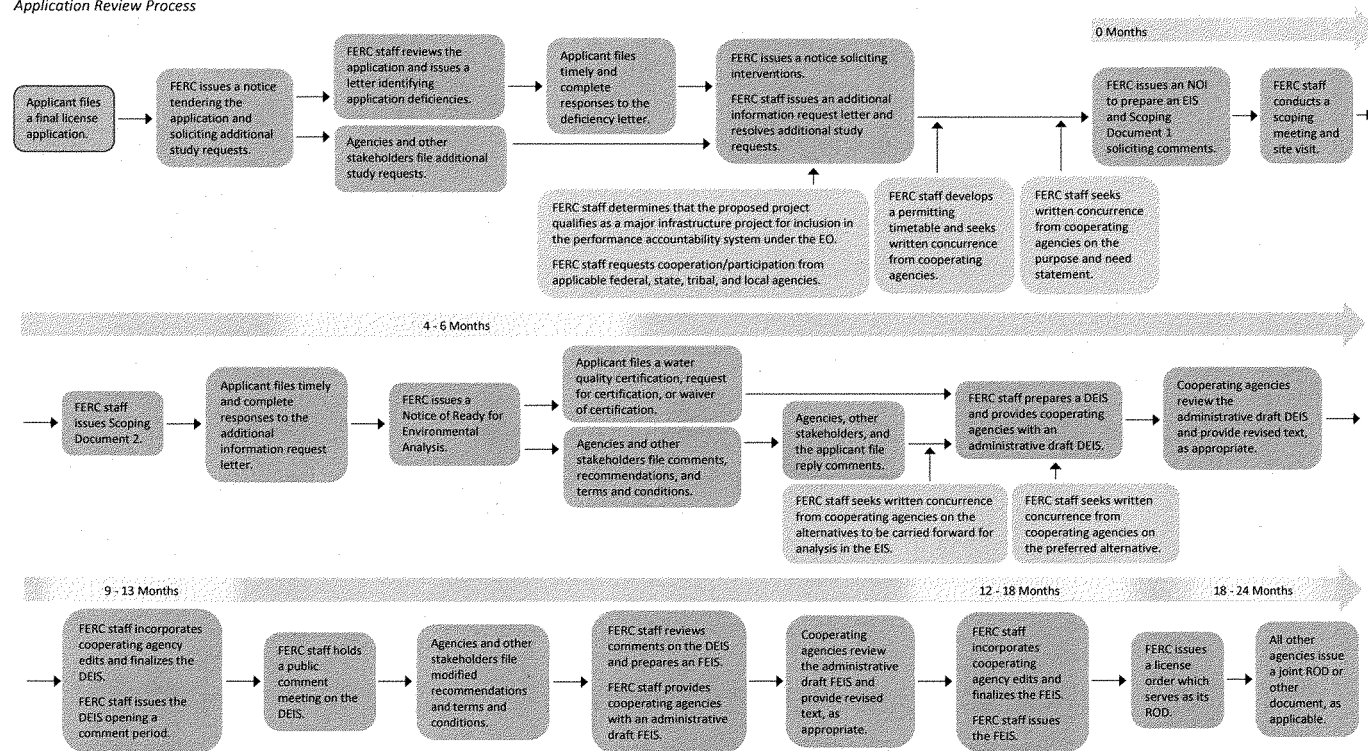 Application Review Process
0 Months
Applicant files
a final license
application.
FERC issues a notice
tendering the
application and
soliciting additional
study requests.
FERC staff reviews the
application and issues a
letter identifying
application deficiencies.
Agencies and other
stakeholders file additional
study requests.
Applicant files
timely and
complete
responses to the
deficiency letter.
FERC issues a notice soliciting
interventions.
FERC staff issues an additional
information request letter and
resolves additional study
requests.
FERC staff determines that the proposed project
qualifies as a major infrastructure project for inclusion in
the performance accountability system under the EO.
FERC staff requests cooperation/participation from
applicable federal, state, tribal, and local agencies.
FERC staff develops
a permitting
timetable and seeks
written concurrence
from cooperating
agencies.
FERC staff seeks
written concurrence
from cooperating
agencies on the
purpose and need
statement.
FERC issues an NOI
to prepare an EIS
and Scoping
Document 1
soliciting comments.
FERC staff
conducts a
scoping
meeting and
site visit.
4 - 6 Months
FERC staff
issues Scoping
Document 2.
Applicant files timely
and complete
responses to the
additional
information request
letter.
FERC issues a
Notice of Ready for
Environmental
Analysis.
Applicant files a water
quality certification, request
for certification, or waiver
of certification.
Agencies and other
stakeholders file comments,
recommendations, and
terms and conditions.
Agencies, other
stakeholders, and
the applicant file
reply comments.
FERC staff seeks written concurrence
from cooperating agencies on the
alternatives to be carried forward for
analysis in the EIS.
FERC staff prepares a DEIS
and provides cooperating
agencies with an
administrative draft DEIS.
FERC staff seeks written
concurrence from
cooperating agencies on
the preferred alternative.
Cooperating agencies
review the
administrative draft DEIS
and provide revised text,
as appropriate.
9 - 13 Months
12 - 18 Months
18 - 24 Months
FERC staff incorporates
cooperating agency
edits and finalizes the
DEIS.
FERC staff issues the
DEIS opening a
comment period.
FERC staff holds
a public
comment
meeting on the
DEIS.
Agencies and other
stakeholders file
modified
recommendations
and terms and
conditions.
FERC staff reviews
comments on the DEIS
and prepares an FEIS.
FERC staff provides
cooperating agencies
with an administrative
draft FEIS.
Cooperating
agencies review
the administrative
draft FEIS and
provide revised
text, as
appropriate.
FERC staff
incorporates
cooperating
agency edits and
finalizes the FEIS.
FERC staff issues
the FEIS.
FERC issues
a license
order which
serves as its
ROD.
All other
agencies issue
a joint ROD or
other
document, as
applicable.